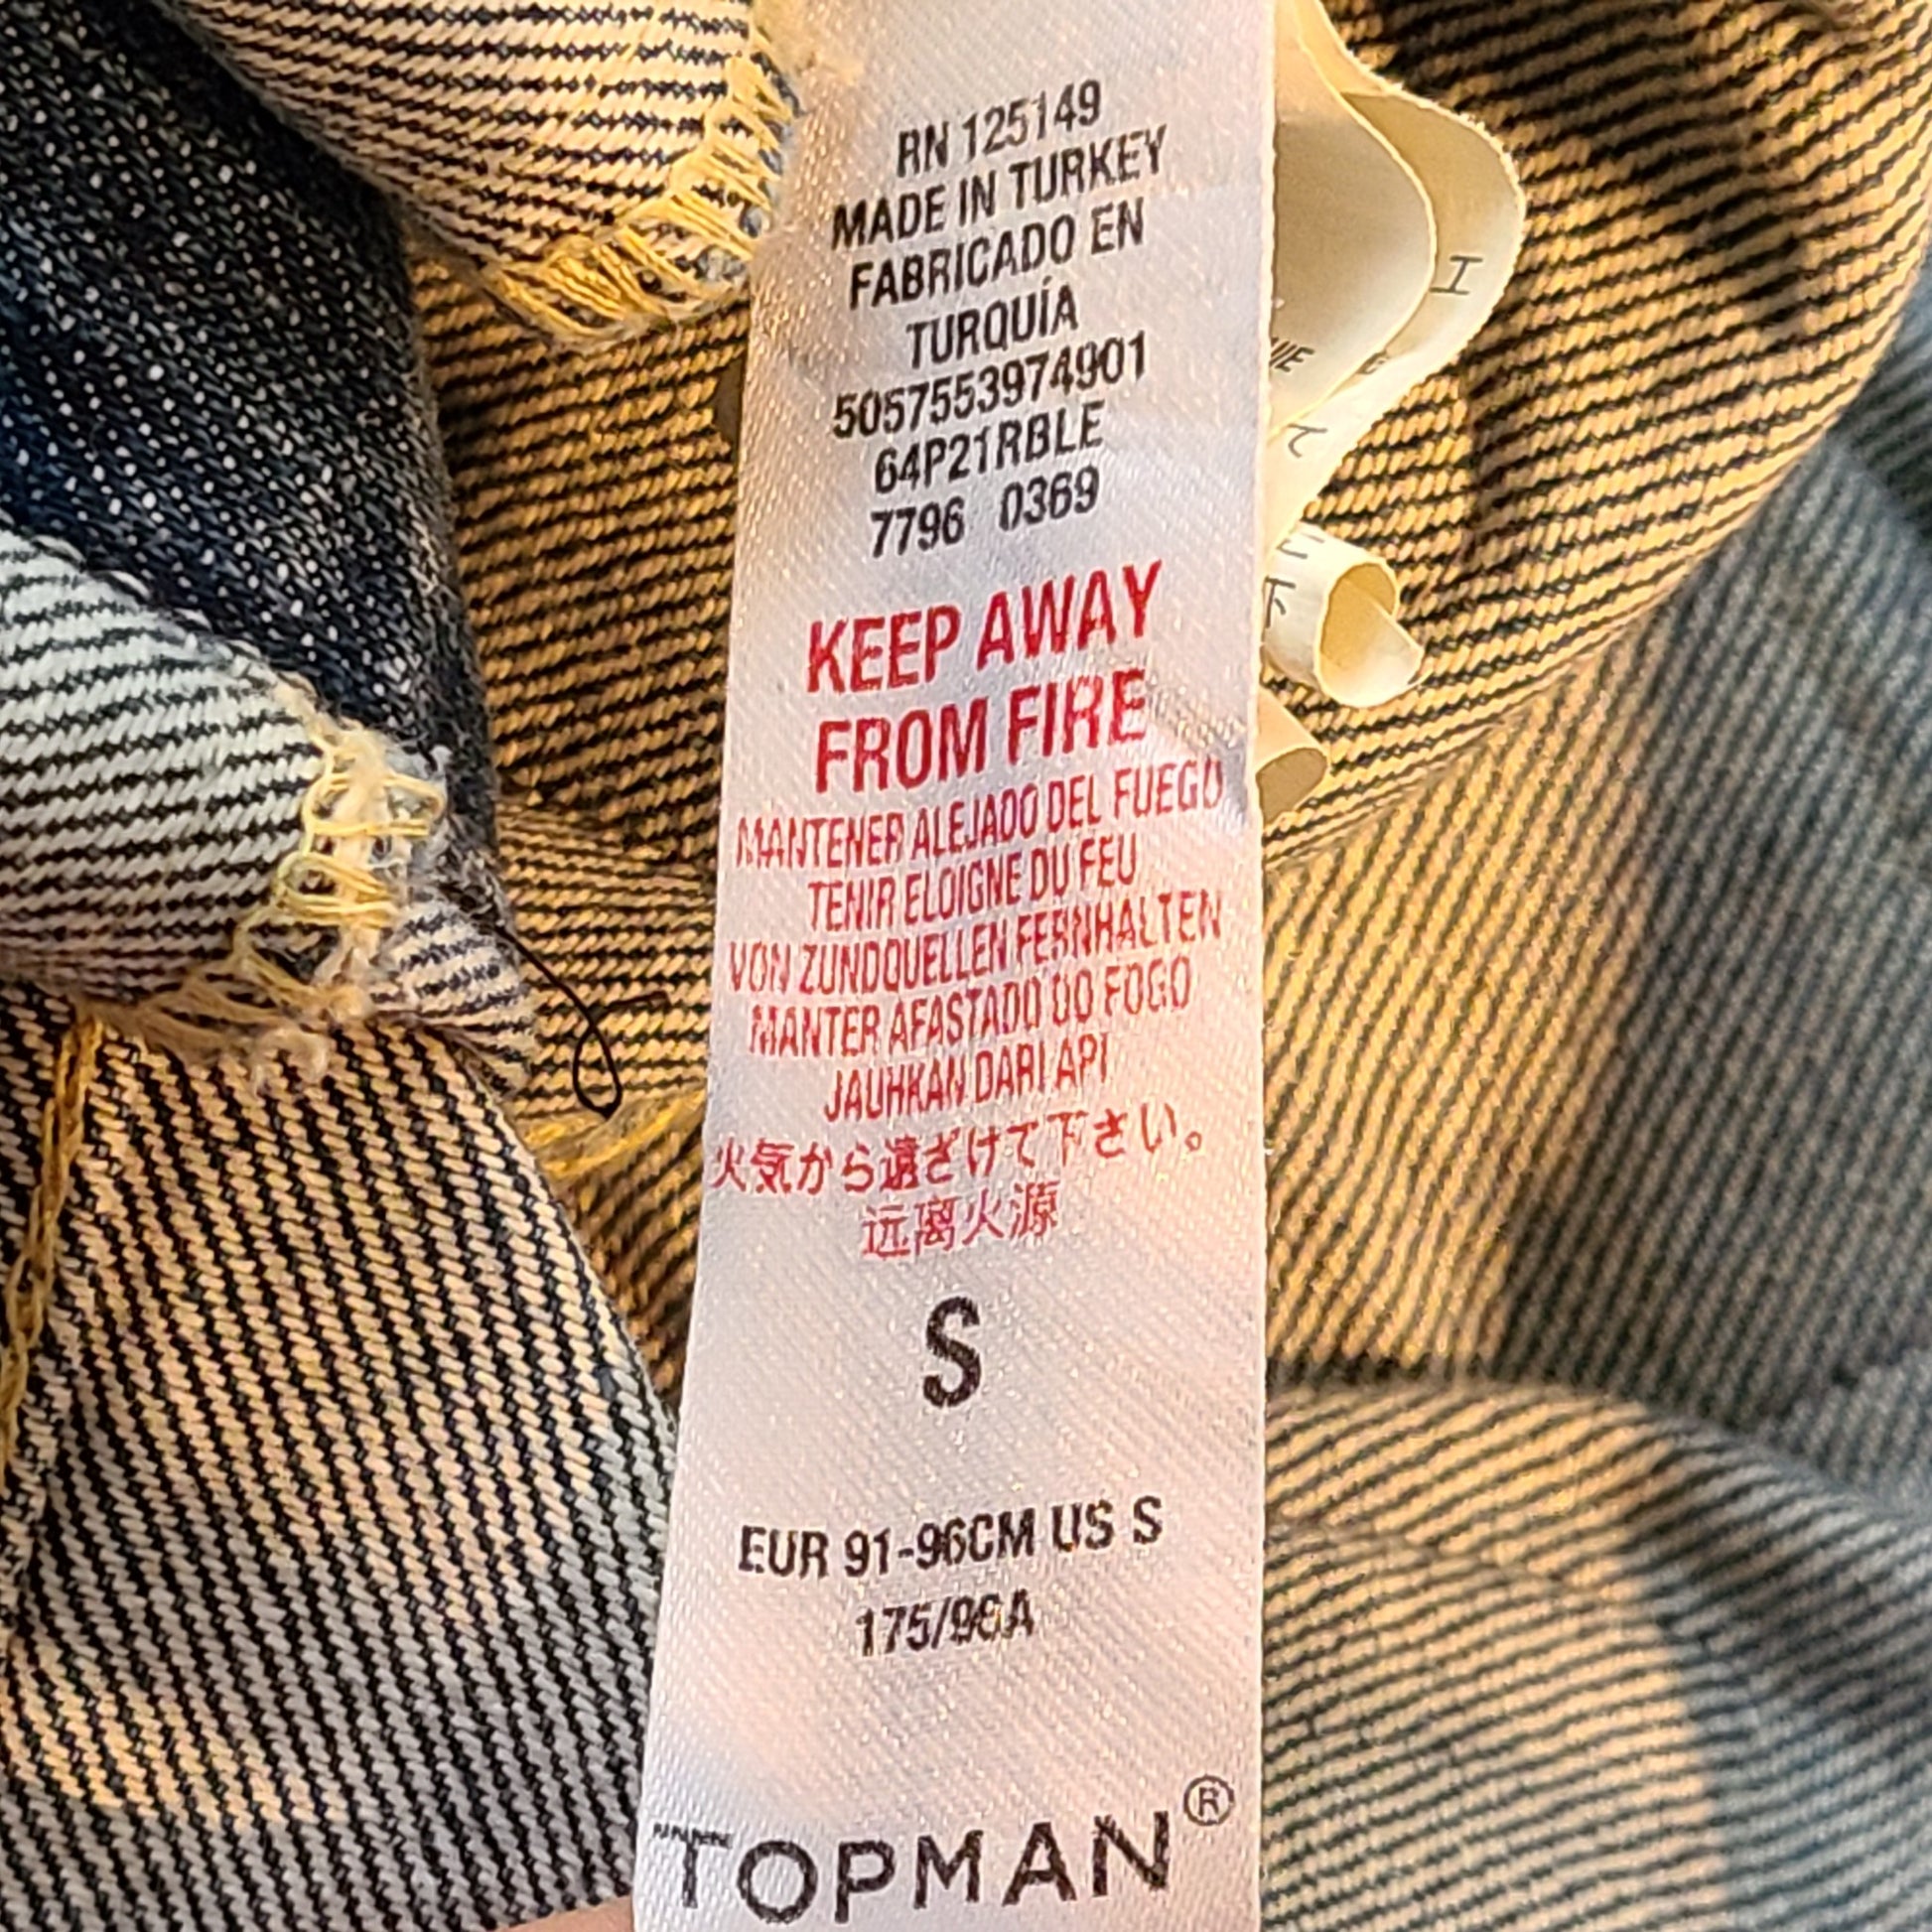 RN 125149
MADE IN TURKEY
FABRICADO EN
TURQUÍA
5057553974901
64P21RBLE
7796 0369
KEEP AWAY
FROM FIRE
MANTENER ALEJADO DEL FUEGO
TENIR ELOIGNE DU FEU
VON ZUNDQUELLEN FERNHALTEN
MANTER AFASTADO DO FOGO
JAUHKAN DARI API
火気から遠ざけて下さい。
远离火源
S
EUR 91-96CM US S
175/96A
TOPMAN®